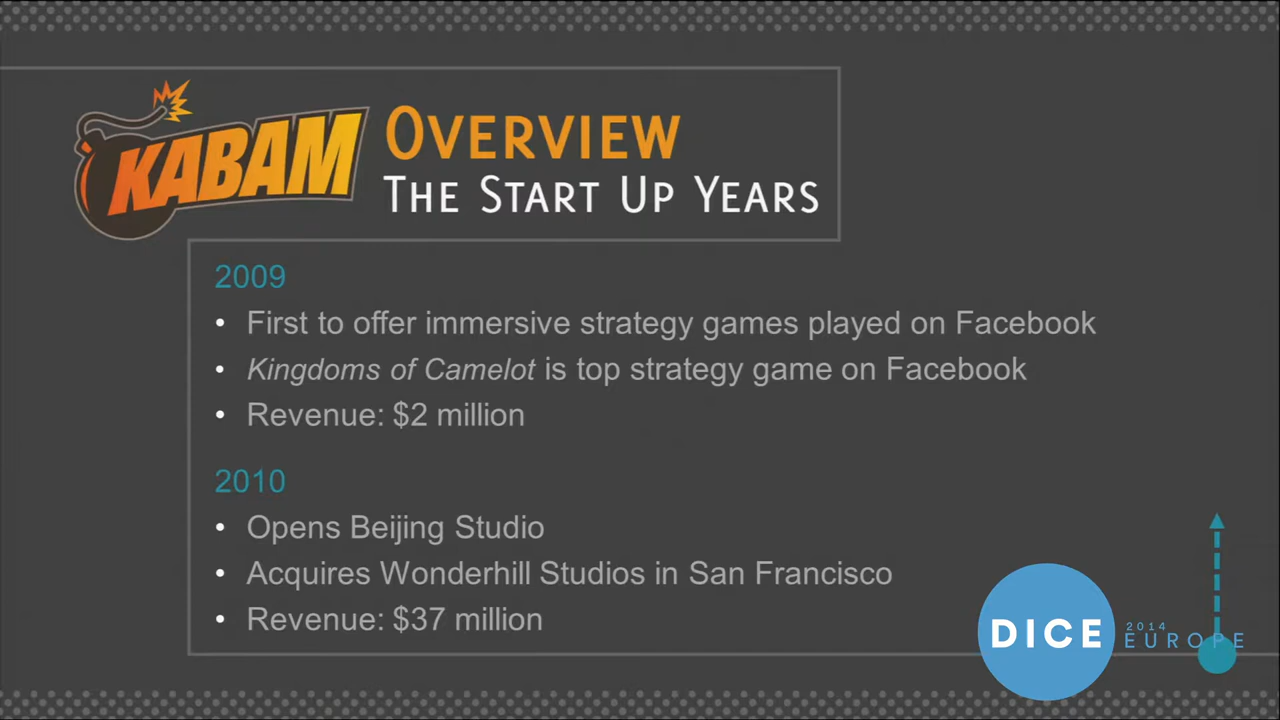 KABAM
OVERVIEW
THE START UP YEARS
2009
• First to offer immersive strategy games played on Facebook
• Kingdoms of Camelot is top strategy game on Facebook
• Revenue: $2 million
2010
• Opens Beijing Studio
• Acquires Wonderhill Studios in San Francisco
• Revenue: $37 million
DICE
2014
EUROPE